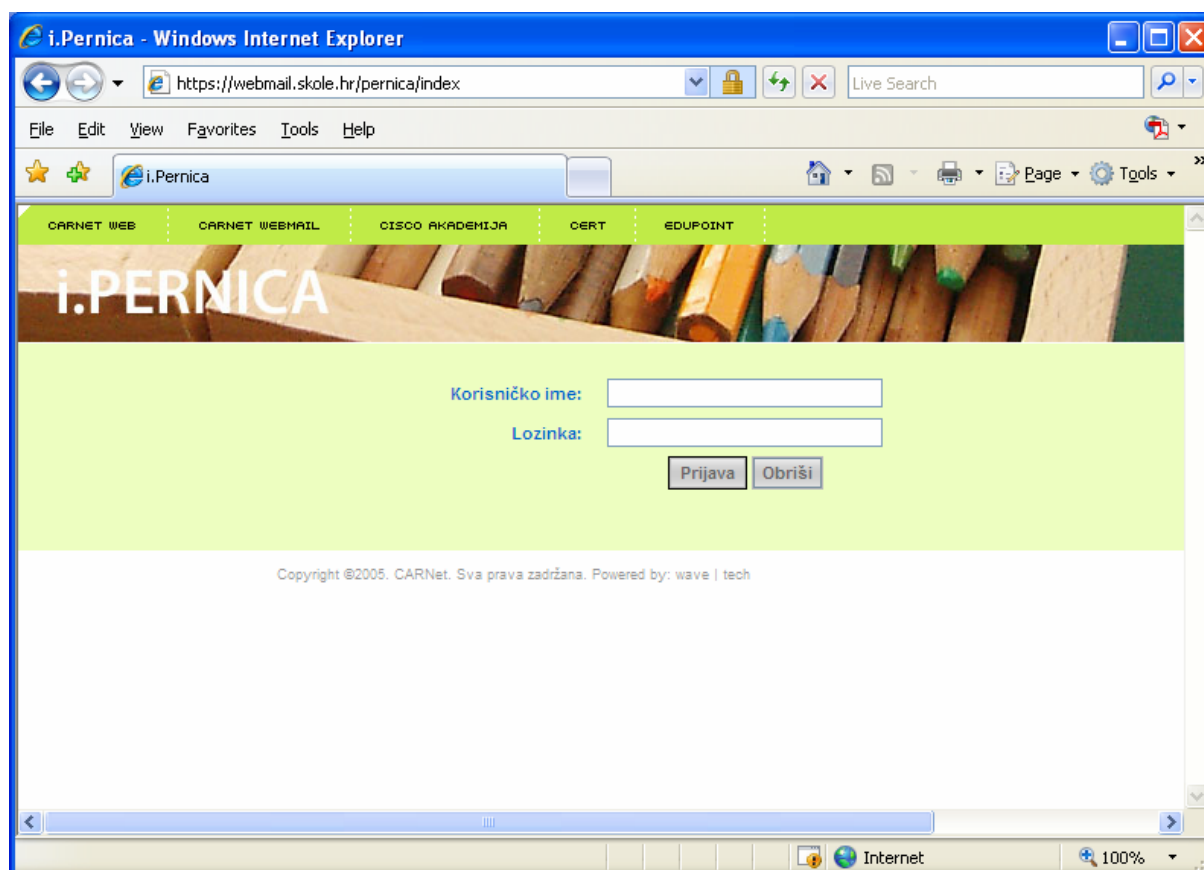 i.Pernica - Windows Internet Explorer
https://webmail.skole.hr/pernica/index
Live Search
File Edit View Favorites Tools Help
i.Pernica
Page Tools »
CARNET WEB CARNET WEBMAIL CISCO AKADEMIJA CERT EDUPOINT
i.PERNICA
Korisničko ime:
Lozinka:
Prijava Obriši
Copyright ©2005. CARNet. Sva prava zadržana. Powered by: wave | tech
Internet 100%